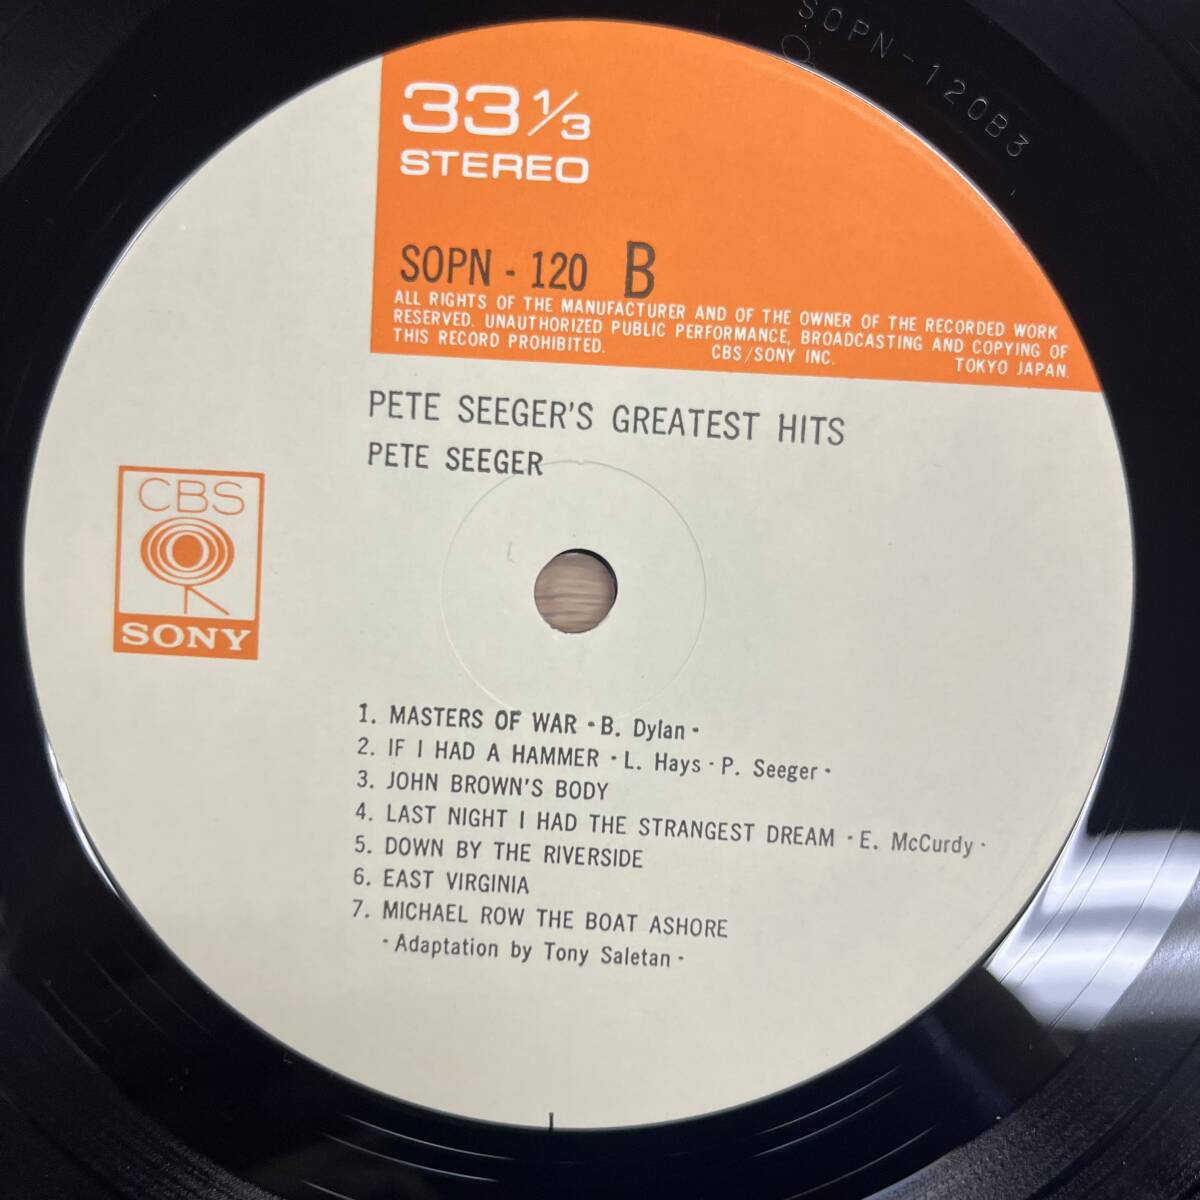 SOPN-120B3
33 1/3
STEREO
SOPN - 120 B
ALL RIGHTS OF THE MANUFACTURER AND OF THE OWNER OF THE RECORDED WORK
RESERVED. UNAUTHORIZED PUBLIC PERFORMANCE, BROADCASTING AND COPYING OF
THIS RECORD PROHIBITED. CBS/SONY INC. TOKYO JAPAN.
PETE SEEGER'S GREATEST HITS
PETE SEEGER
CBS
SONY
1. MASTERS OF WAR · B. Dylan ·
2. IF I HAD A HAMMER · L. Hays · P. Seeger ·
3. JOHN BROWN'S BODY
4. LAST NIGHT I HAD THE STRANGEST DREAM · E. McCurdy ·
5. DOWN BY THE RIVERSIDE
6. EAST VIRGINIA
7. MICHAEL ROW THE BOAT ASHORE
· Adaptation by Tony Saletan ·